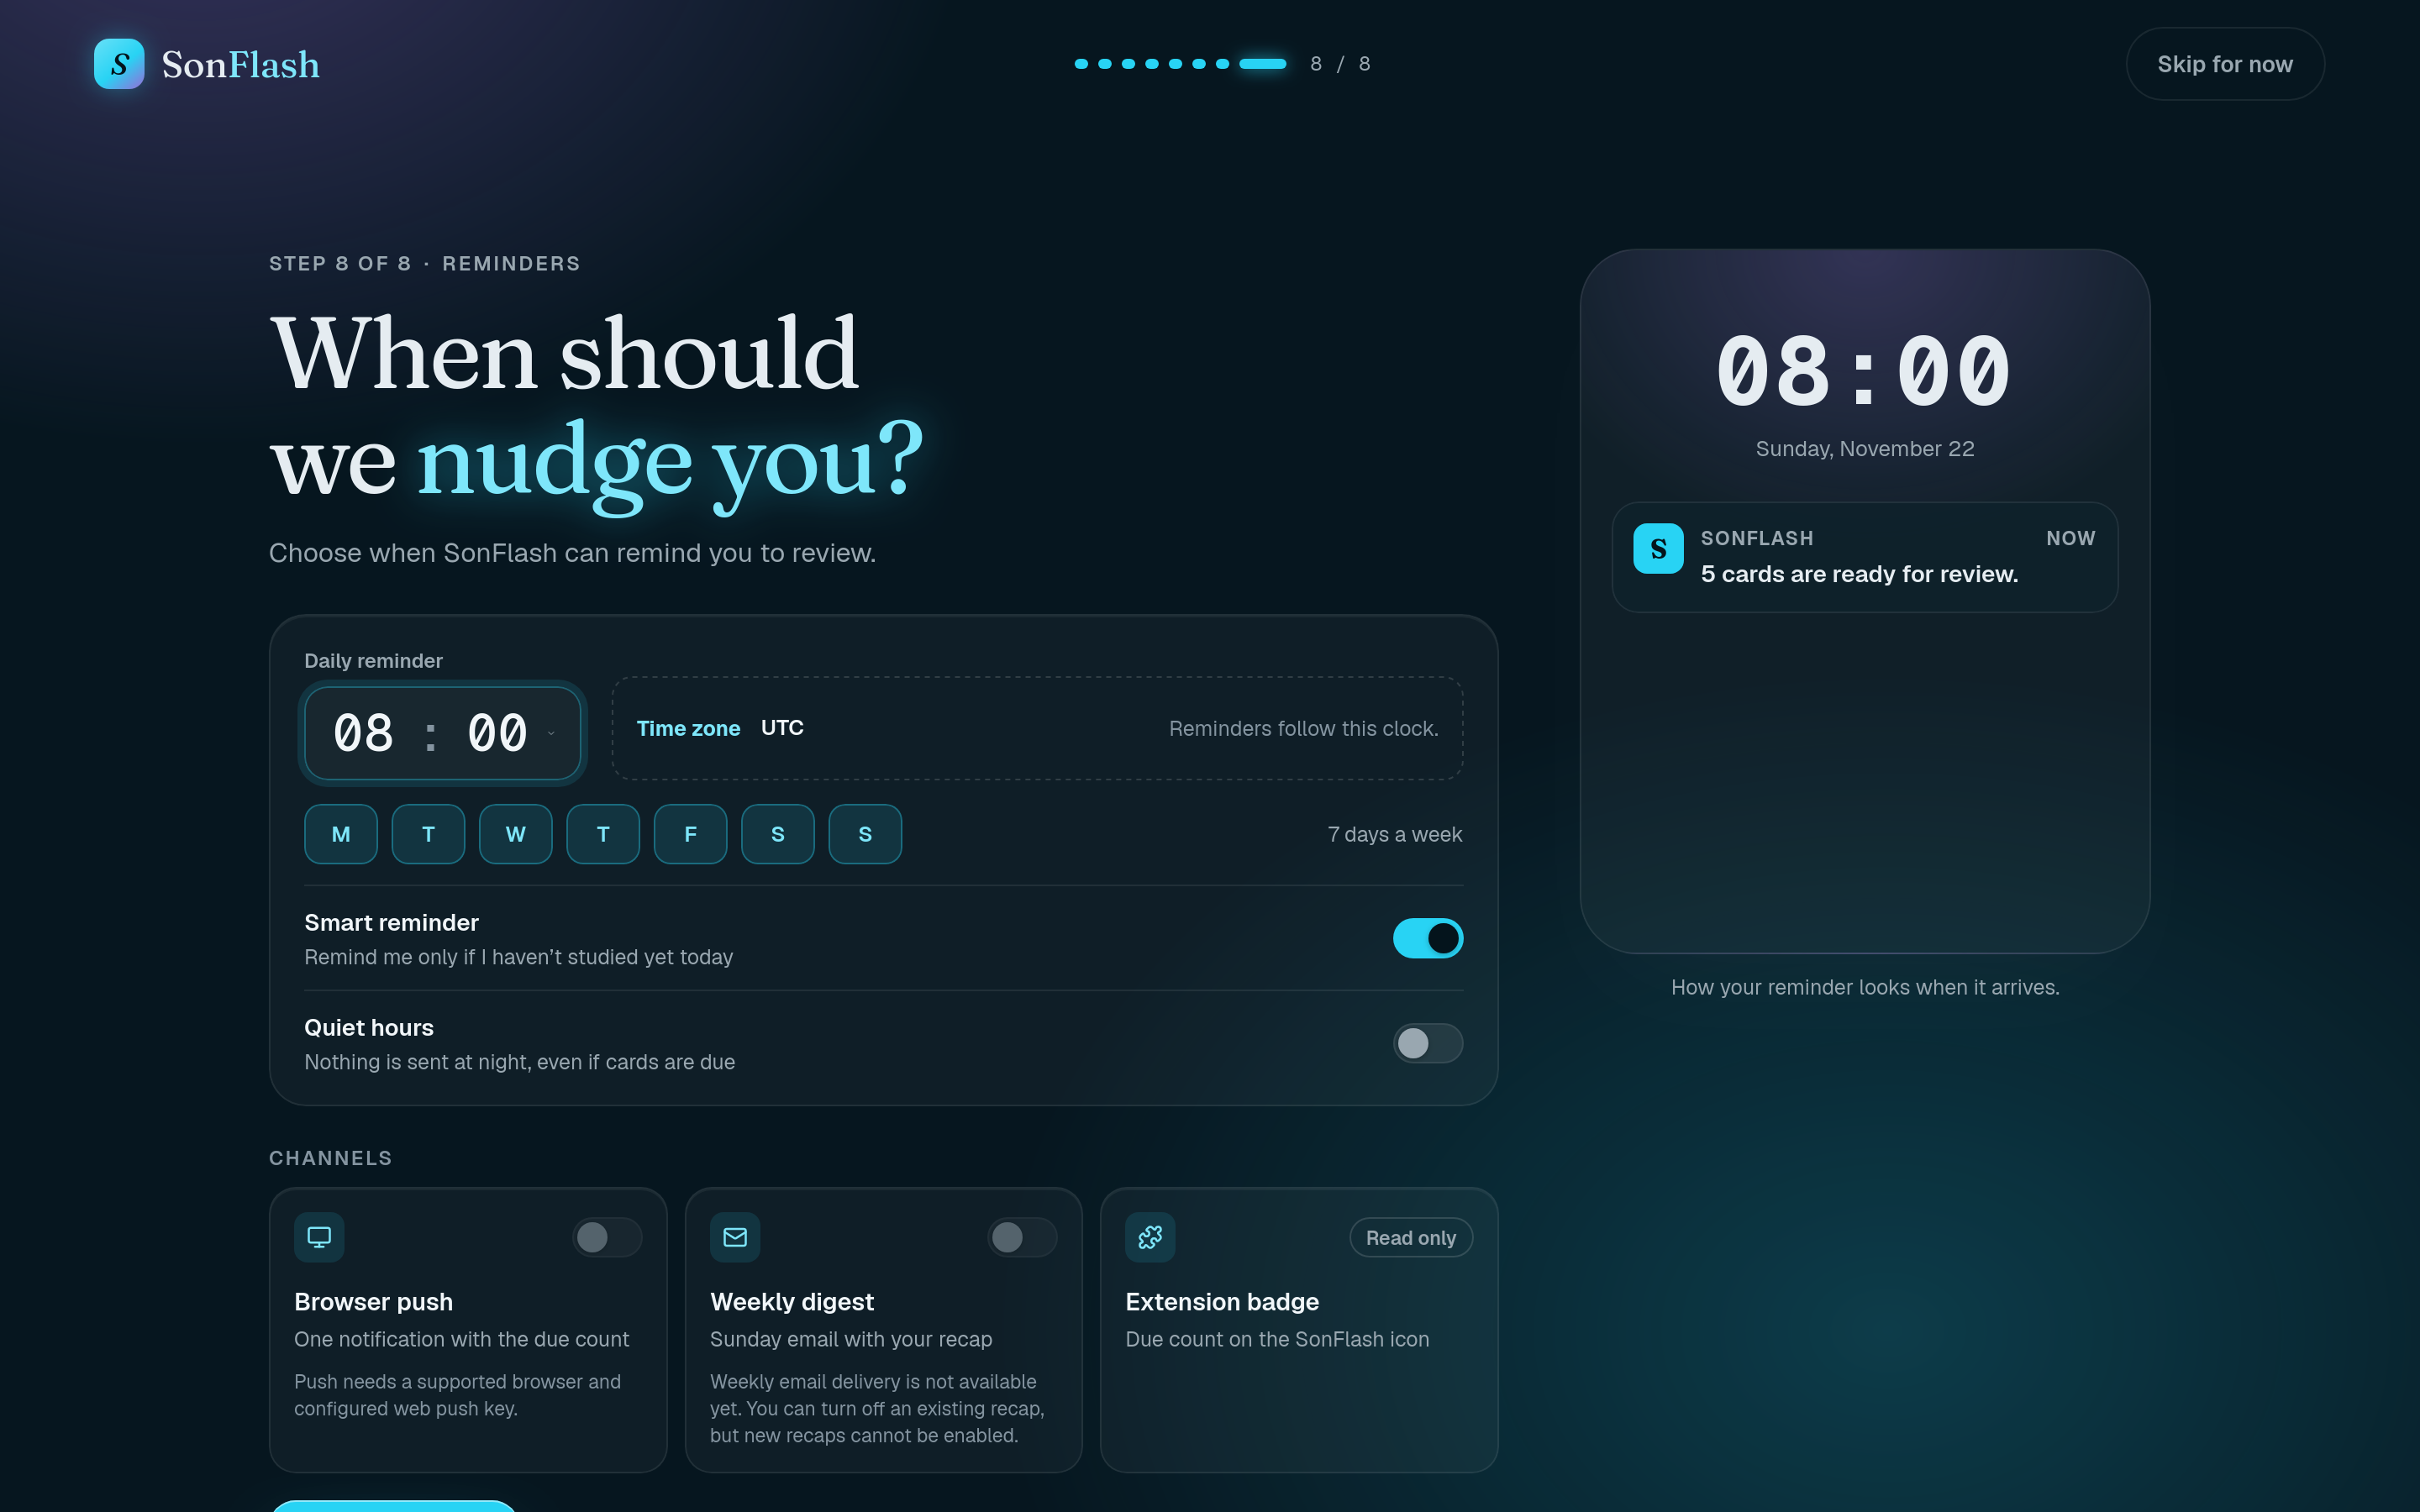 S SonFlash
8 / 8
Skip for now
STEP 8 OF 8 · REMINDERS
When should
we nudge you?
Choose when SonFlash can remind you to review.
Daily reminder
08 : 00
Time zone UTC
Reminders follow this clock.
M T W T F S S
7 days a week
Smart reminder
Remind me only if I haven’t studied yet today
Quiet hours
Nothing is sent at night, even if cards are due
CHANNELS
Browser push
One notification with the due count
Push needs a supported browser and
configured web push key.
Weekly digest
Sunday email with your recap
Weekly email delivery is not available
yet. You can turn off an existing recap,
but new recaps cannot be enabled.
Read only
Extension badge
Due count on the SonFlash icon
08:00
Sunday, November 22
S SONFLASH NOW
5 cards are ready for review.
How your reminder looks when it arrives.